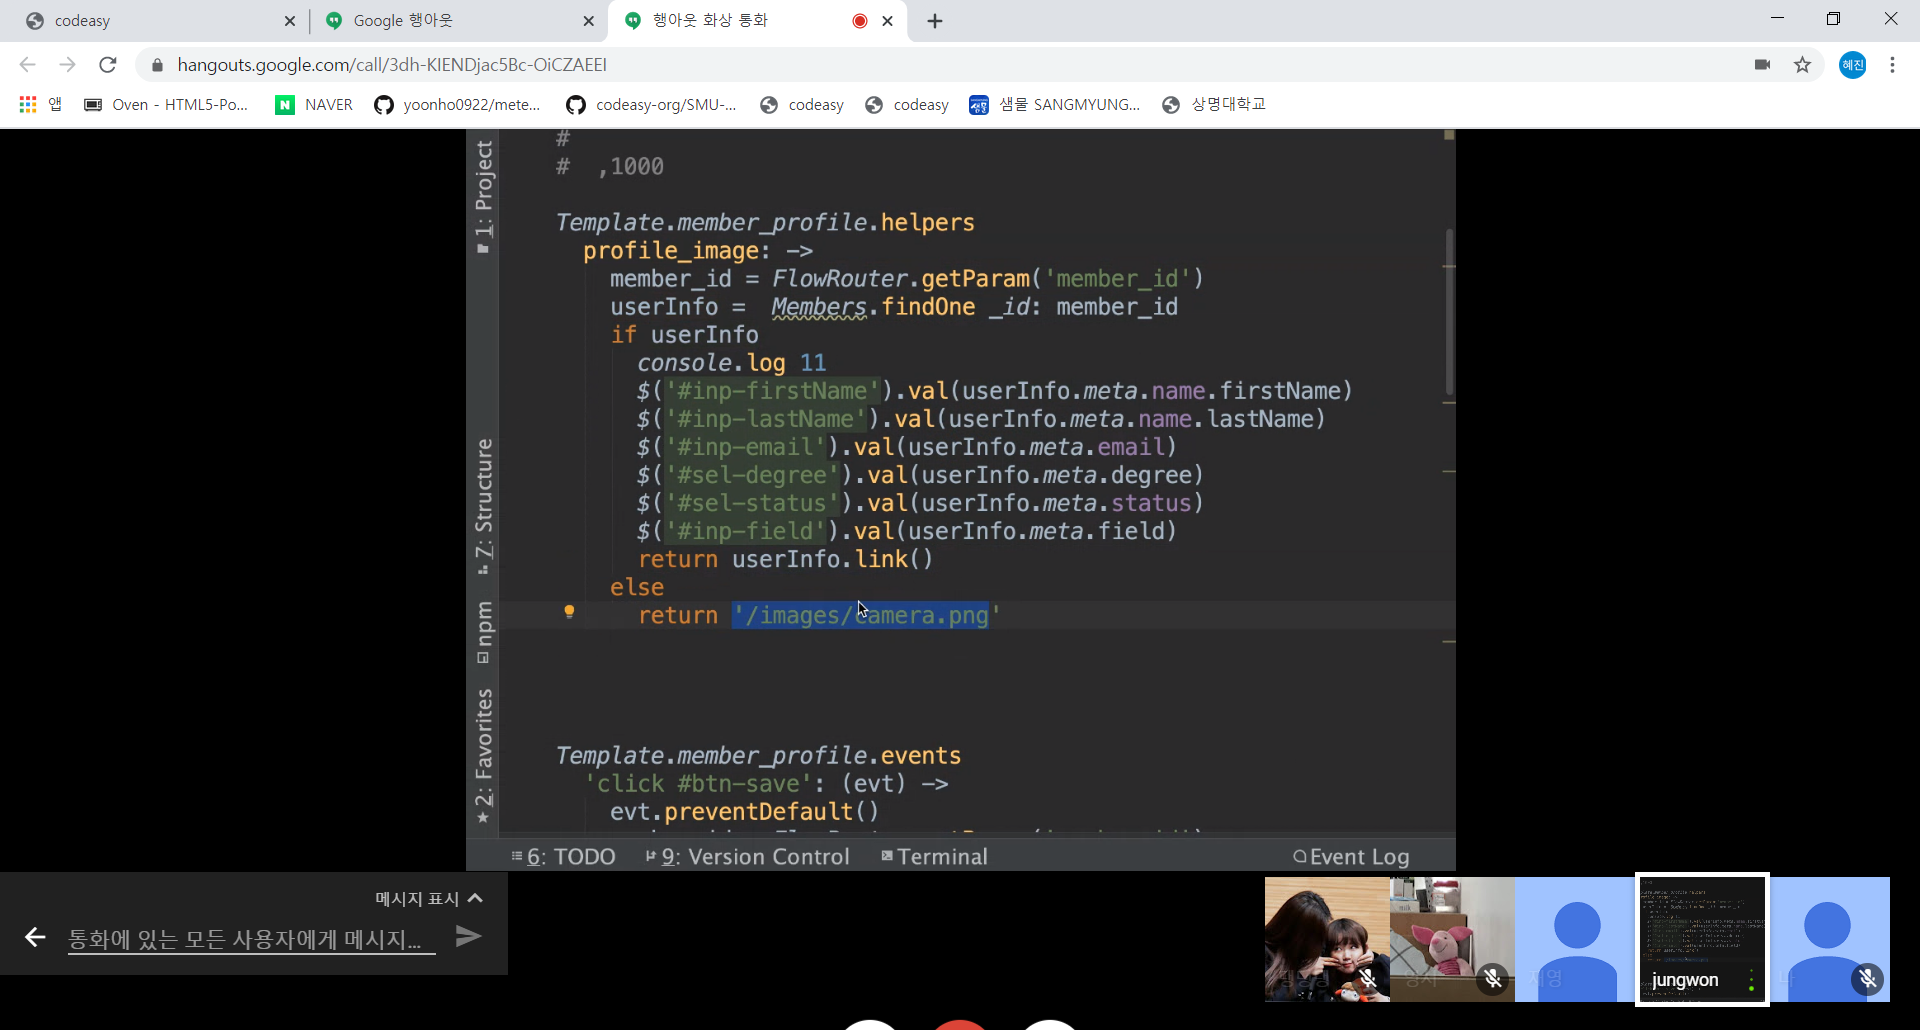 codeasy
Google 행아웃
행아웃 화상 통화
hangouts.google.com/call/3dh-KIENDjac5Bc-OiCZAEEI
혜진
앱
Oven - HTML5-Po...
NAVER
yoonho0922/mete...
codeasy-org/SMU-...
codeasy
codeasy
샘물 SANGMYUNG...
상명대학교
1: Project
Z: Structure
npm
2: Favorites
#
# ,1000
Template.member_profile.helpers
profile_image: ->
member_id = FlowRouter.getParam('member_id')
userInfo = Members.findOne _id: member_id
if userInfo
console.log 11
$('#inp-firstName').val(userInfo.meta.name.firstName)
$('#inp-lastName').val(userInfo.meta.name.lastName)
$('#inp-email').val(userInfo.meta.email)
$('#sel-degree').val(userInfo.meta.degree)
$('#sel-status').val(userInfo.meta.status)
$('#inp-field').val(userInfo.meta.field)
return userInfo.link()
else
return '/images/camera.png'
Template.member_profile.events
'click #btn-save': (evt) ->
evt.preventDefault()
6: TODO
9: Version Control
Terminal
Event Log
메시지 표시
통화에 있는 모든 사용자에게 메시지...
jungwon